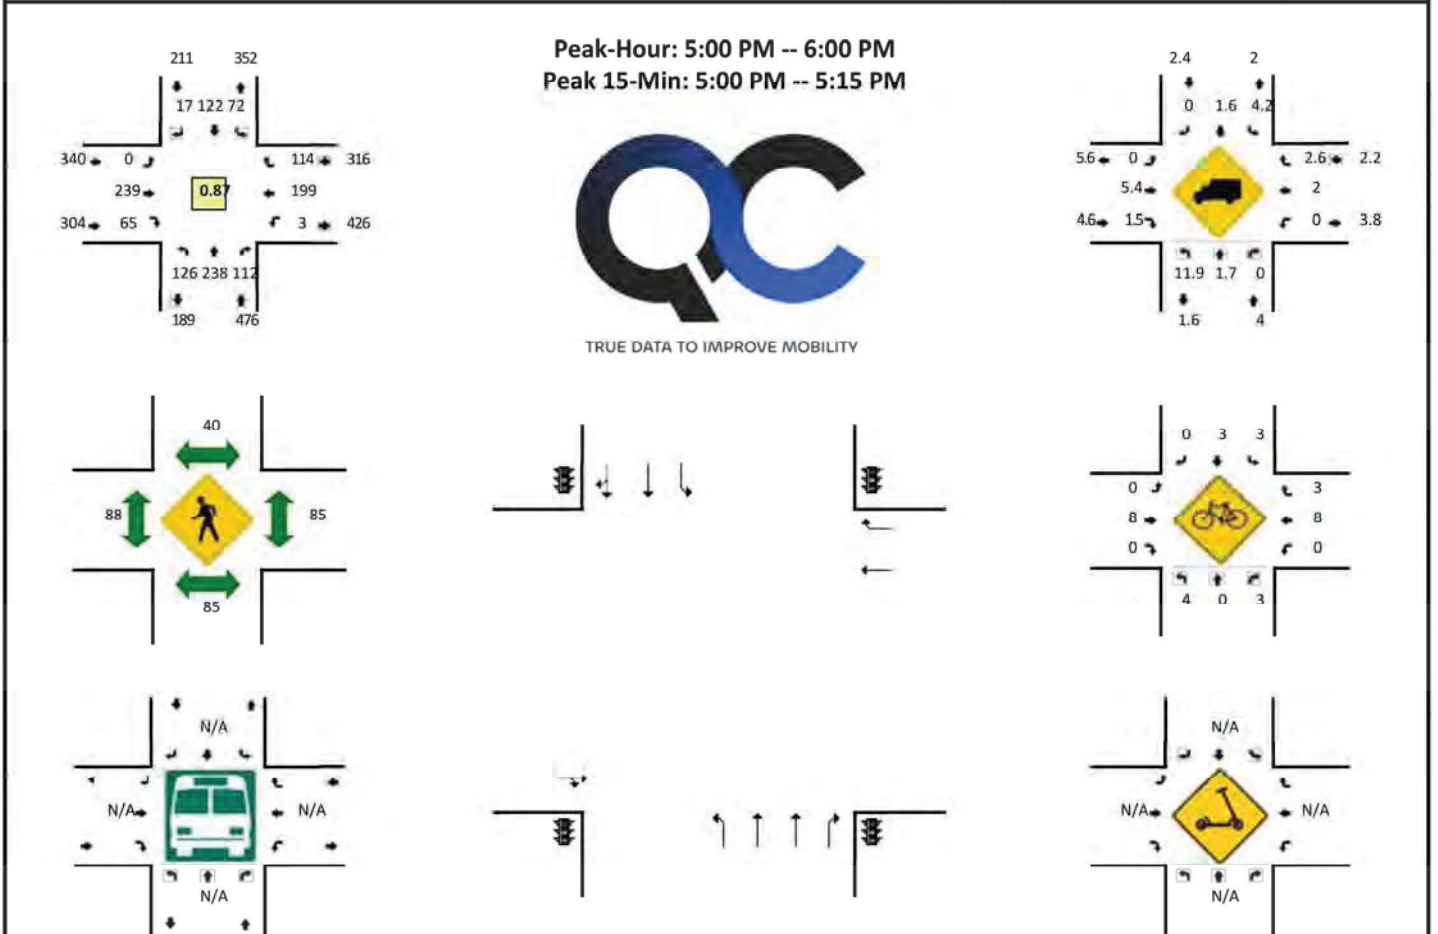 Peak-Hour: 5:00 PM -- 6:00 PM
Peak 15-Min: 5:00 PM -- 5:15 PM
211 352
17 122 72
340 0 114 316
239 0.87 199
304 65 3 426
126 238 112
189 476
QC
TRUE DATA TO IMPROVE MOBILITY
2.4 2
0 1.6 4.2
5.6 0 2.6 2.2
5.4 2
4.6 1.5 0 3.8
11.9 1.7 0
1.6 4
40
88 85
85
0 3 3
0 3
8 8
0 0
4 0 3
N/A
N/A N/A
N/A
N/A
N/A N/A
N/A